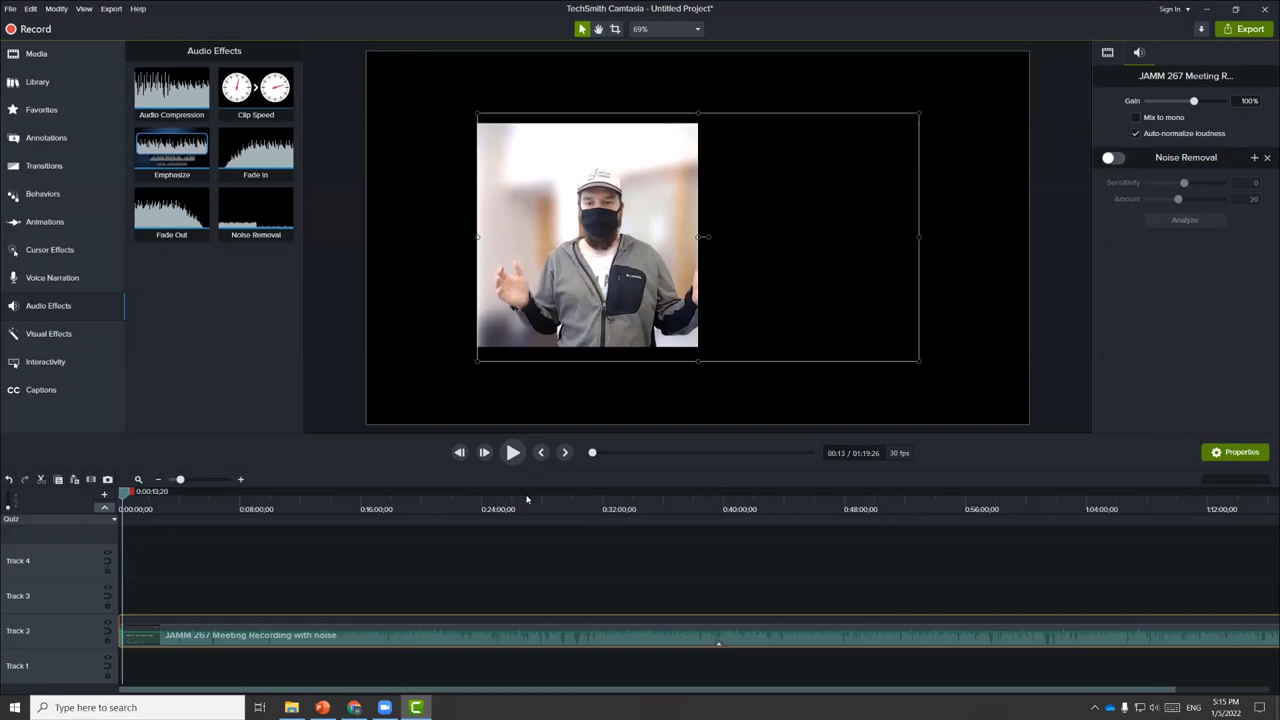 TechSmith Camtasia - Untitled Project*
File Edit Modify View Export Help
Sign In
Record
69%
Export
Media
Library
Favorites
Annotations
Transitions
Behaviors
Animations
Cursor Effects
Voice Narration
Audio Effects
Visual Effects
Interactivity
CC Captions
Audio Effects
Audio Compression Clip Speed
Emphasize Fade In
Fade Out Noise Removal
JAMM 267 Meeting R...
Gain 100%
Mix to mono
Auto-normalize loudness
Noise Removal
Sensitivity 0
Amount 20
Analyze
00:13 / 01:19:26 30 fps
Properties
0:00:13;20
0:00:00;00 0:08:00;00 0:16:00;00 0:24:00;00 0:32:00;00 0:40:00;00 0:48:00;00 0:56:00;00 1:04:00;00 1:12:00;00
Quiz
Track 4
Track 3
Track 2
JAMM 267 Meeting Recording with noise
Track 1
Type here to search
5:15 PM
1/5/2022